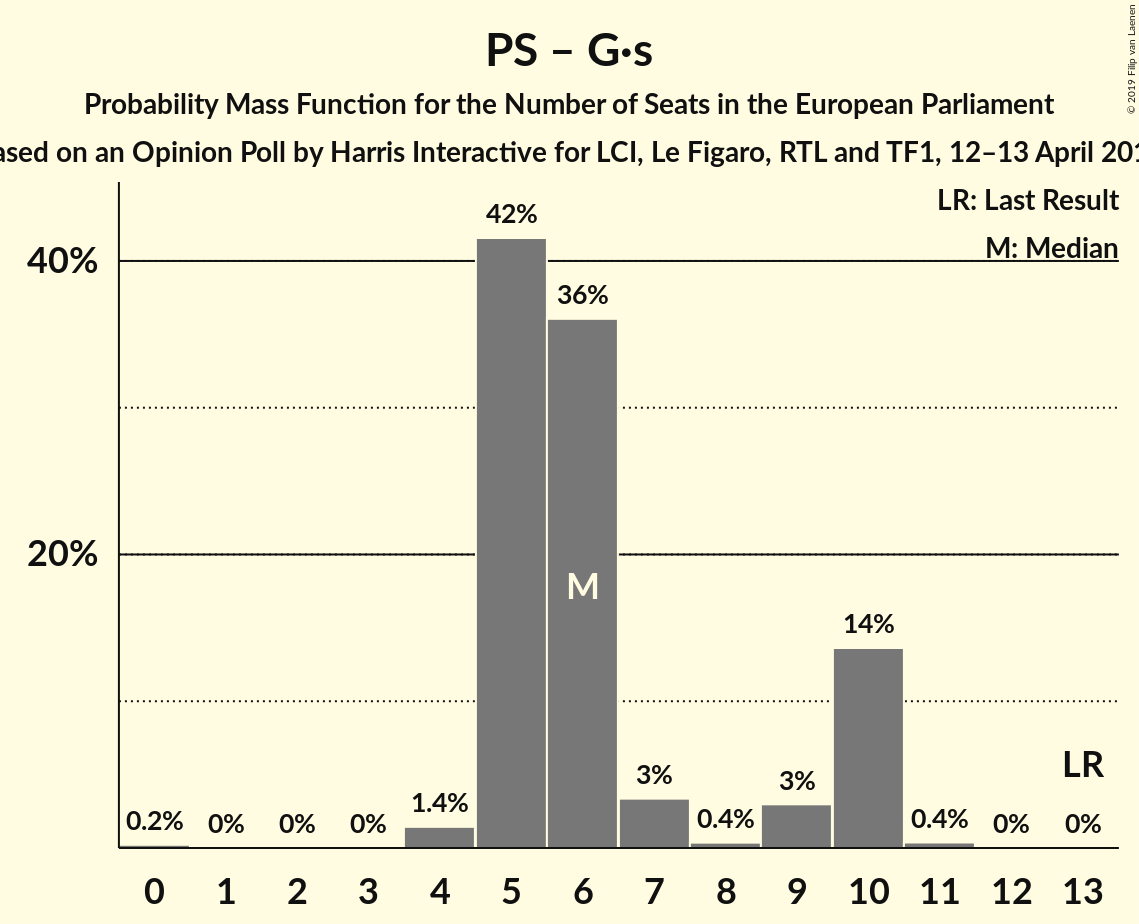 PS – G·s
Probability Mass Function for the Number of Seats in the European Parliament
on an Opinion Poll by Harris Interactive for LCI, Le Figaro, RTL and TF1, 12–13 April
© 2019 Filip van Laenen
LR: Last Result
M: Median
42%
40%
36%
20%
M
14%
LR
0.2% 0% 0% 0% 1.4% 3% 0.4% 3% 0.4% 0% 0%
0 1 2 3 4 5 6 7 8 9 10 11 12 13